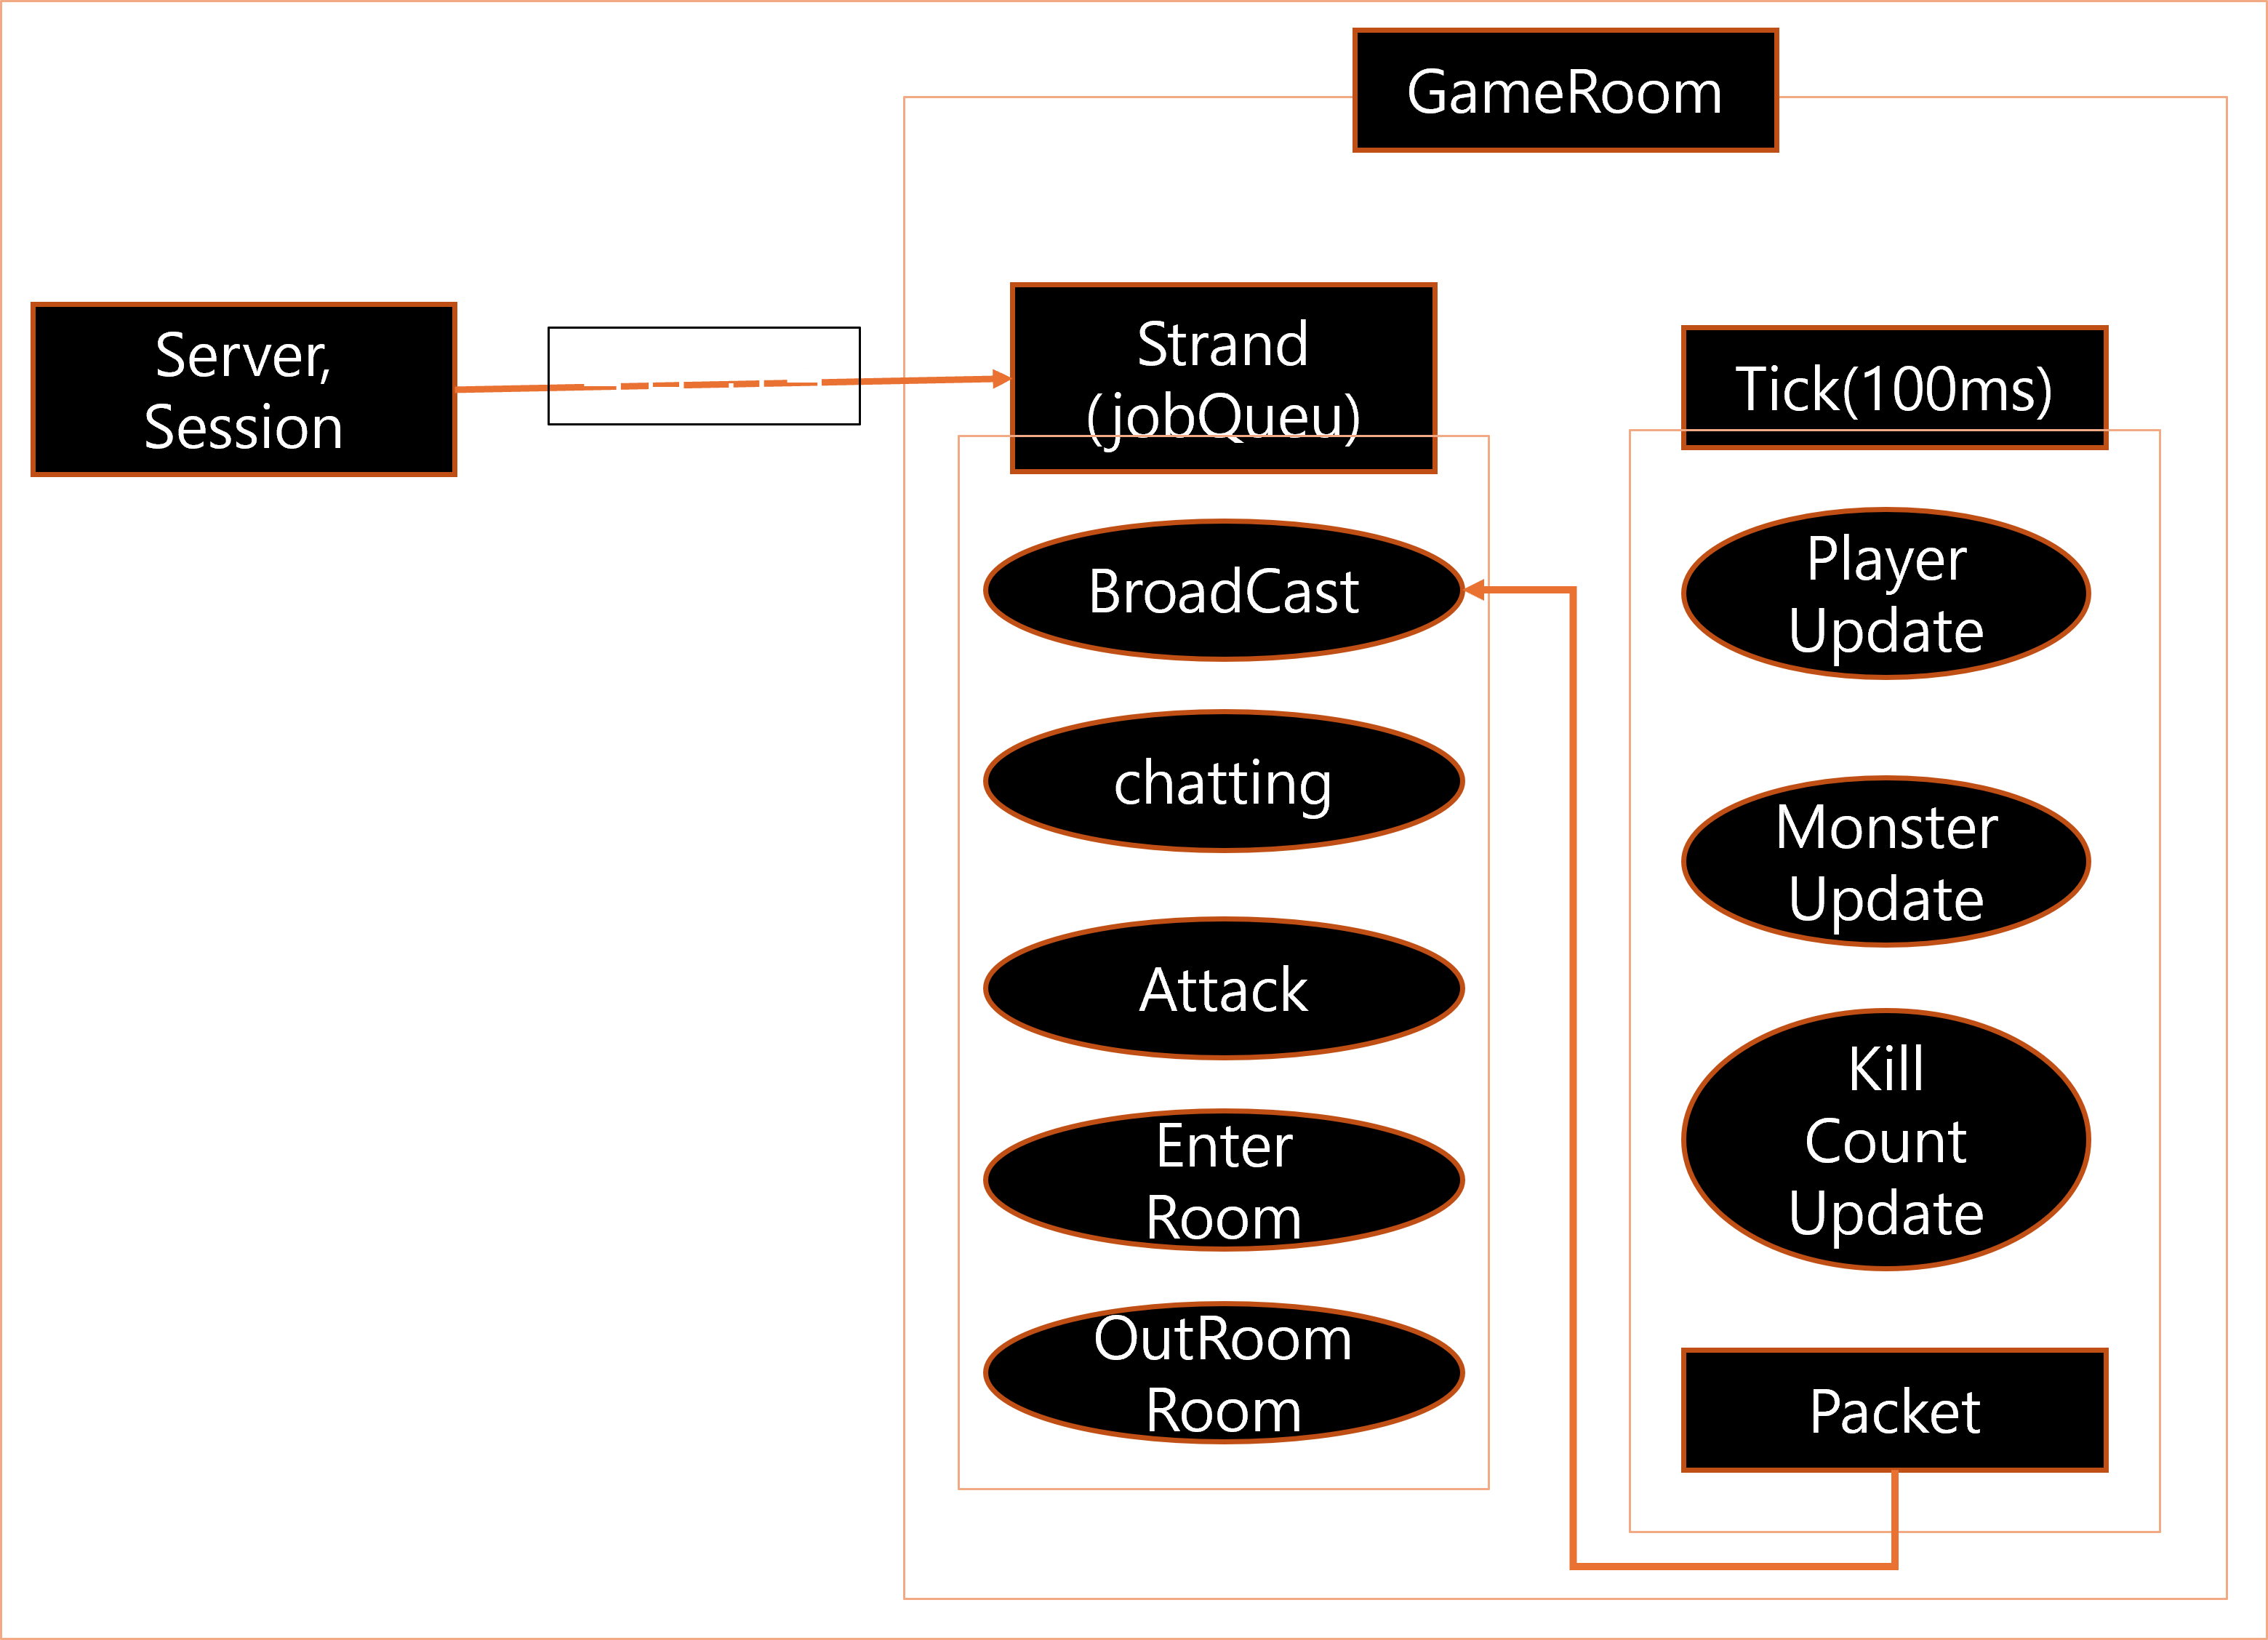 GameRoom
Server,
Session
Strand
(jobQueu)
BroadCast
chatting
Attack
Enter
Room
OutRoom
Room
Tick(100ms)
Player
Update
Monster
Update
Kill
Count
Update
Packet